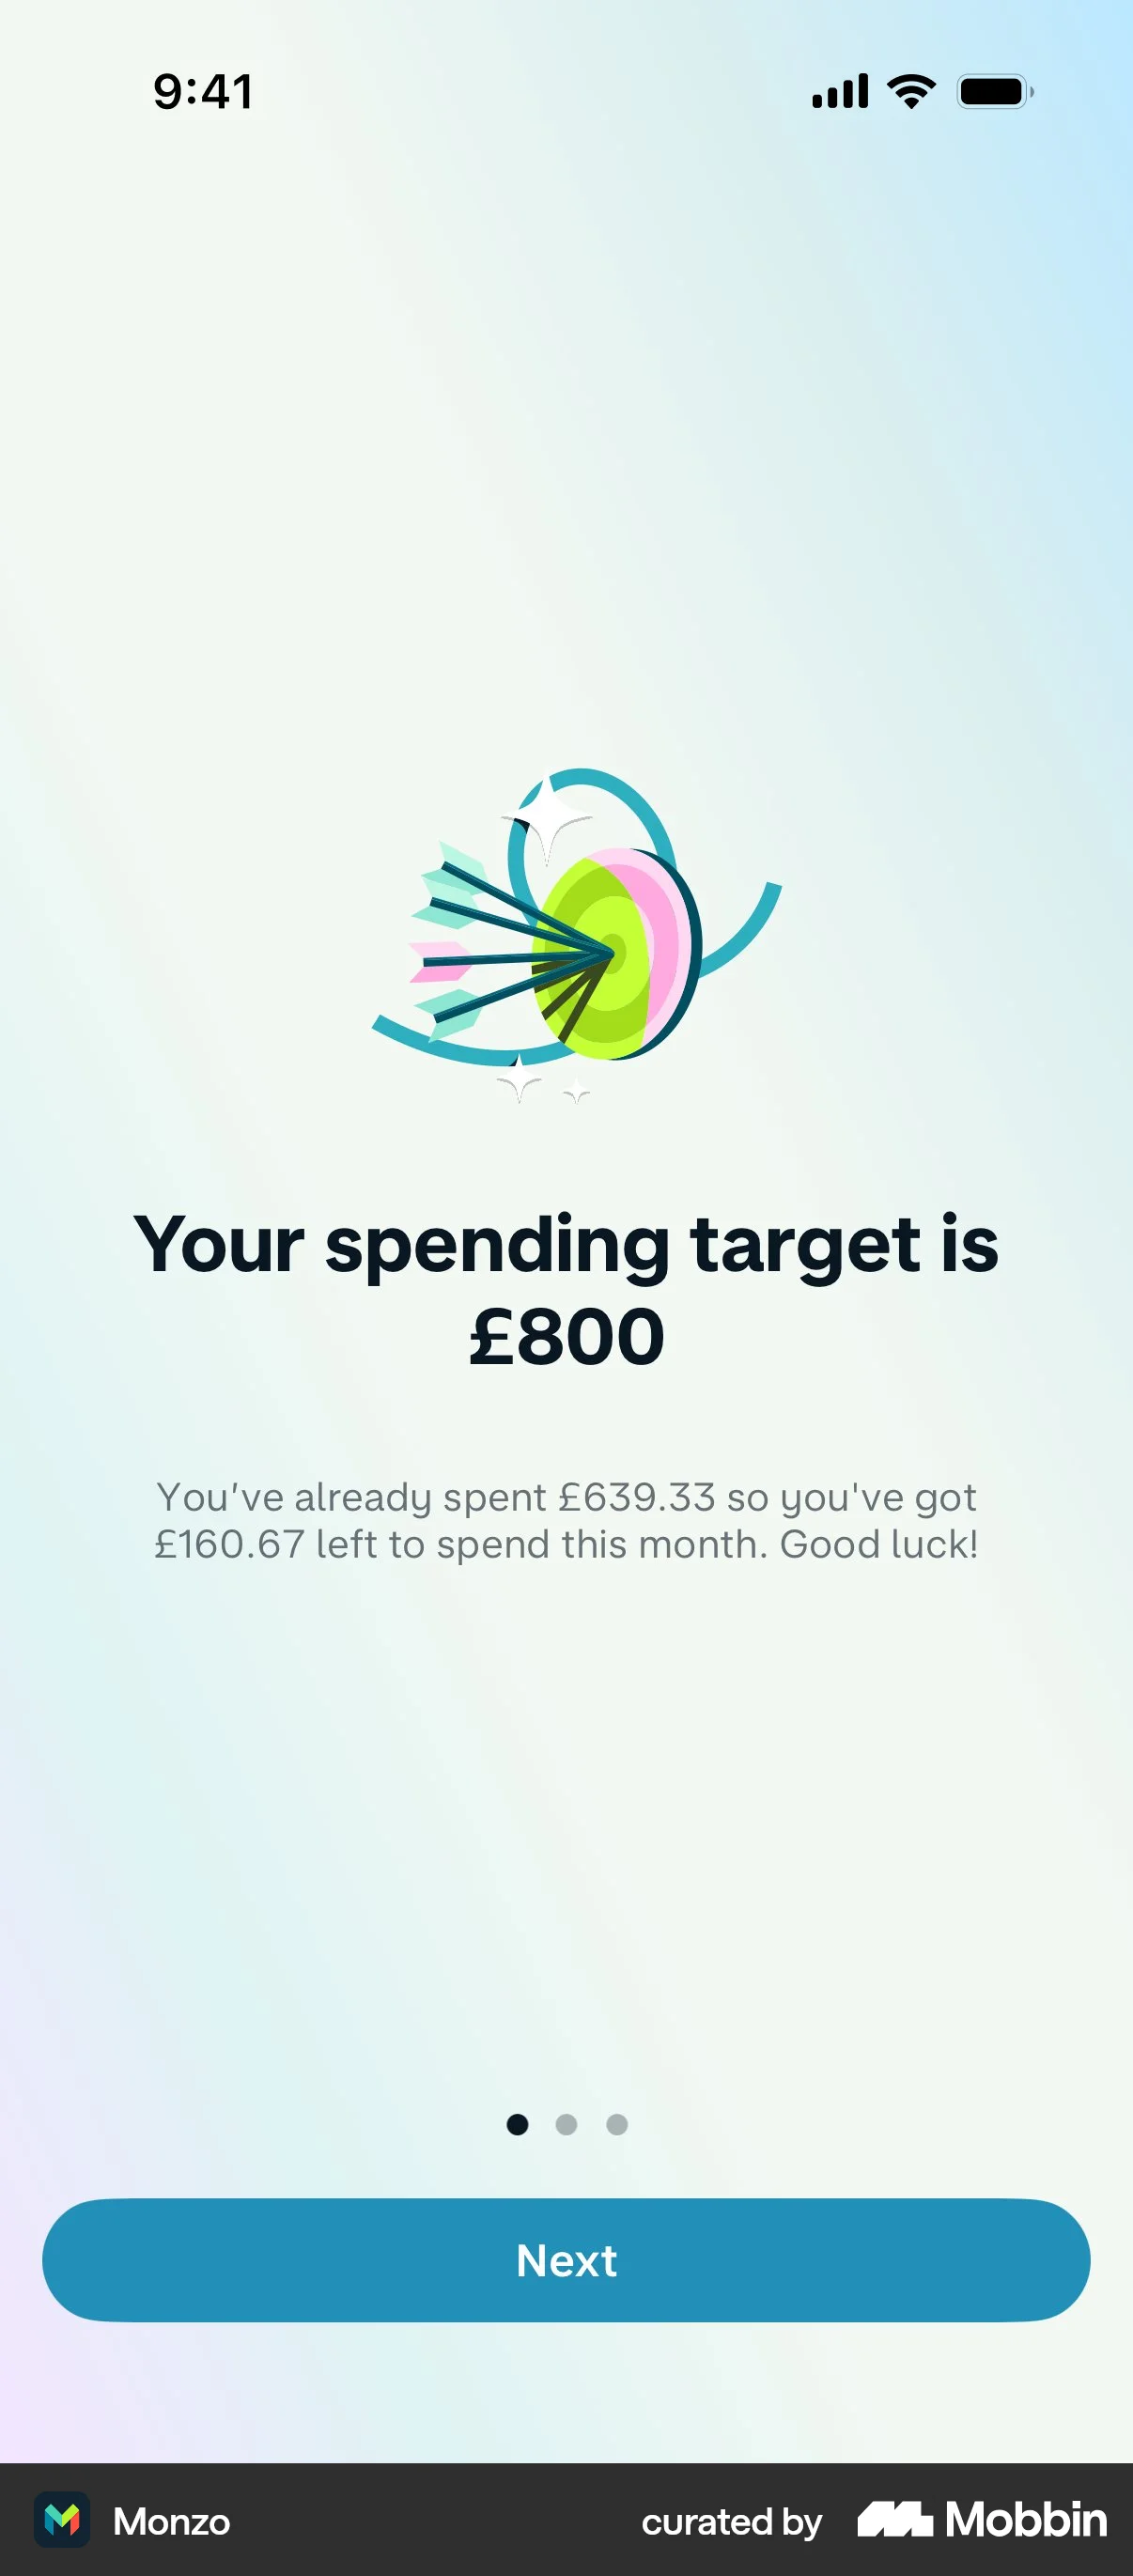 9:41
Your spending target is
£800
You’ve already spent £639.33 so you've got
£160.67 left to spend this month. Good luck!
Next
Monzo
curated by Mobbin